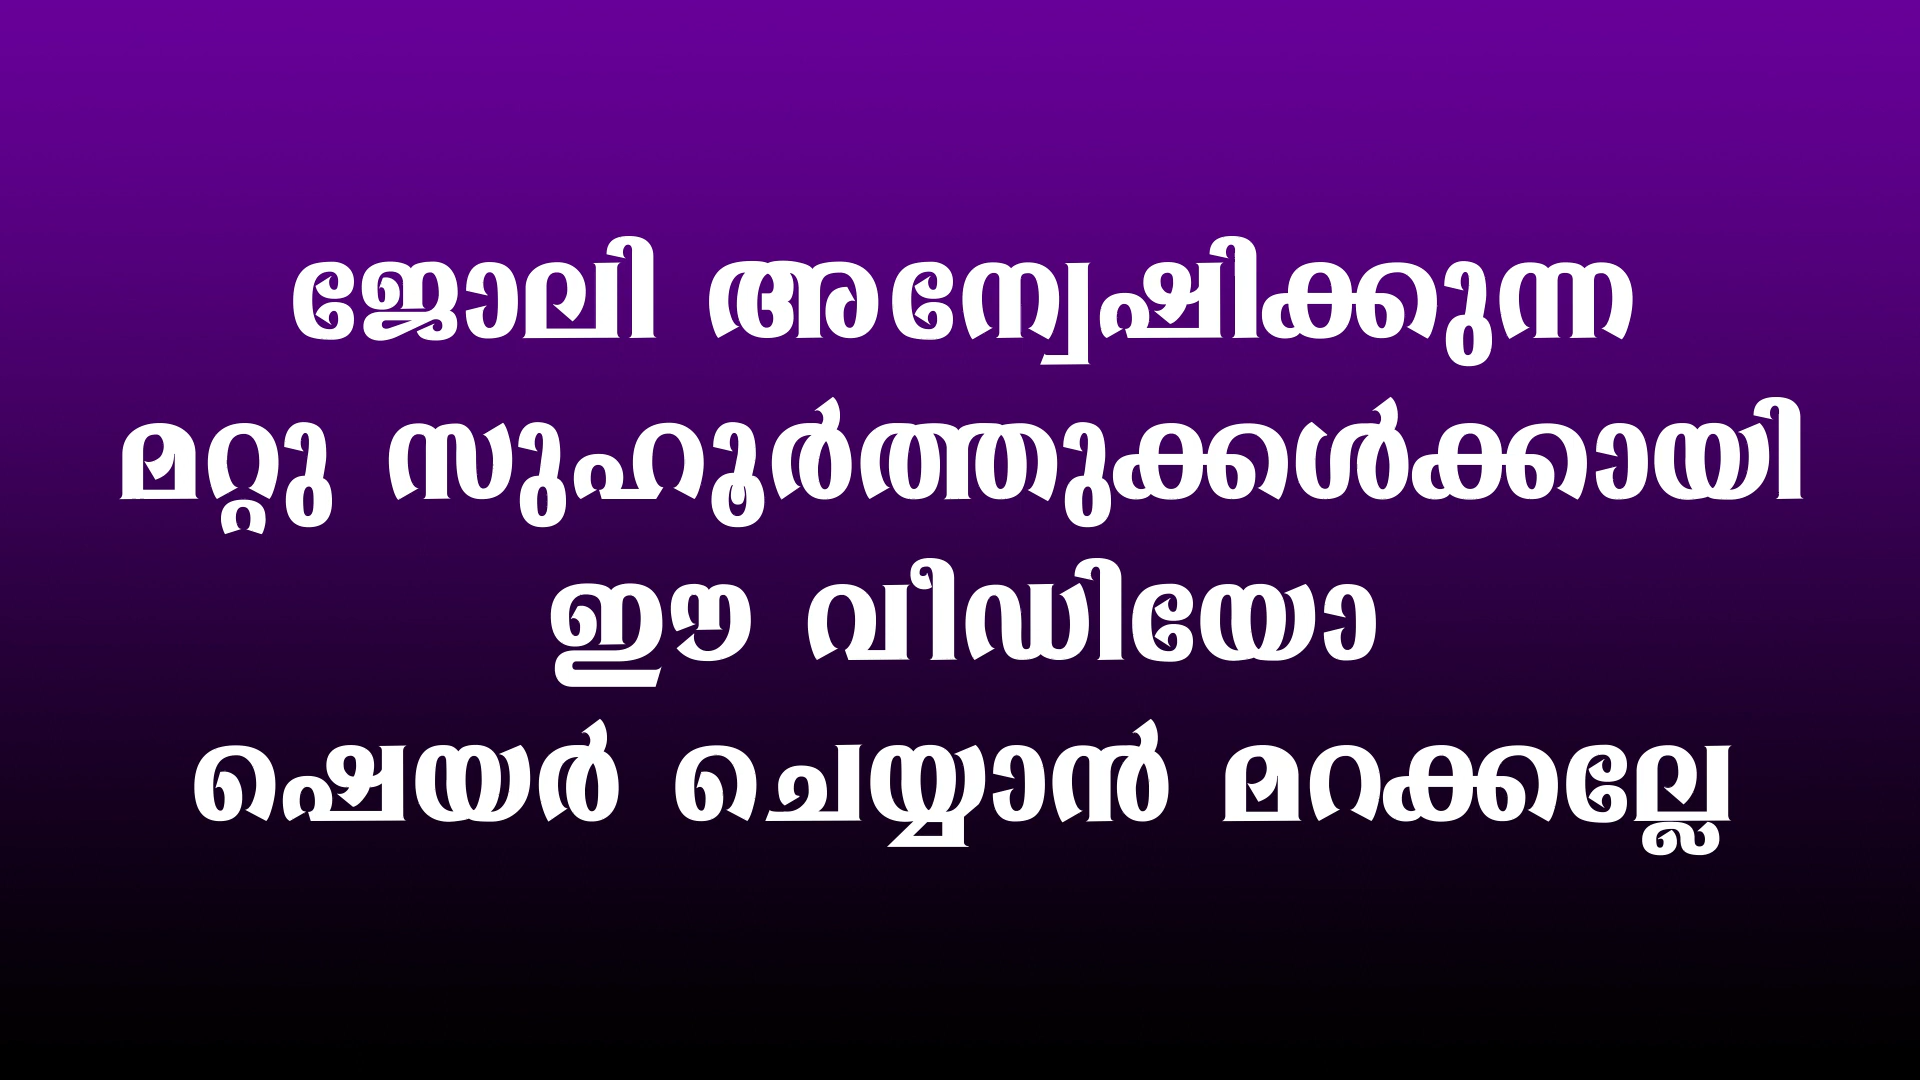 ജോലി അന്വേഷിക്കുന്ന
മറ്റു സുഹൂർത്തുക്കൾക്കായി
ഈ വീഡിയോ
ഷെയർ ചെയ്യാൻ മറക്കല്ലേ